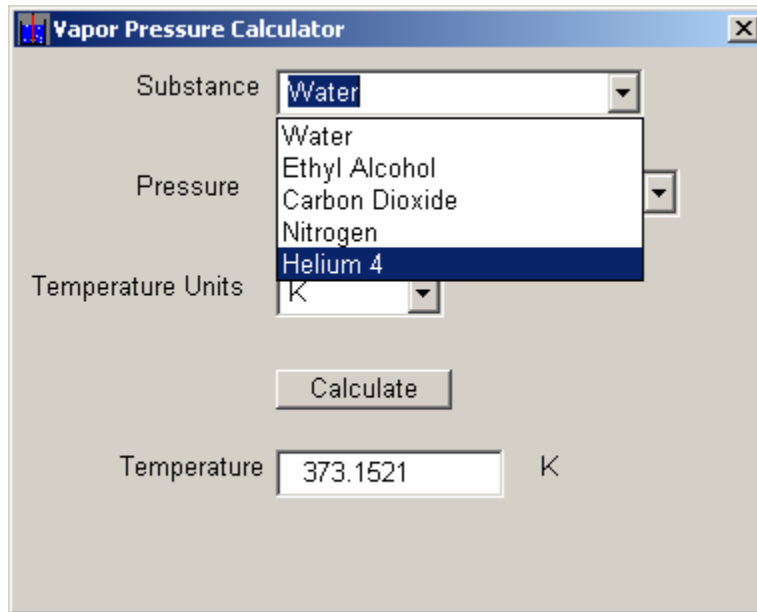 Vapor Pressure Calculator
Substance Water
Water
Ethyl Alcohol
Carbon Dioxide
Pressure
Nitrogen
Helium 4
Temperature Units K
Calculate
Temperature 373.1521 K